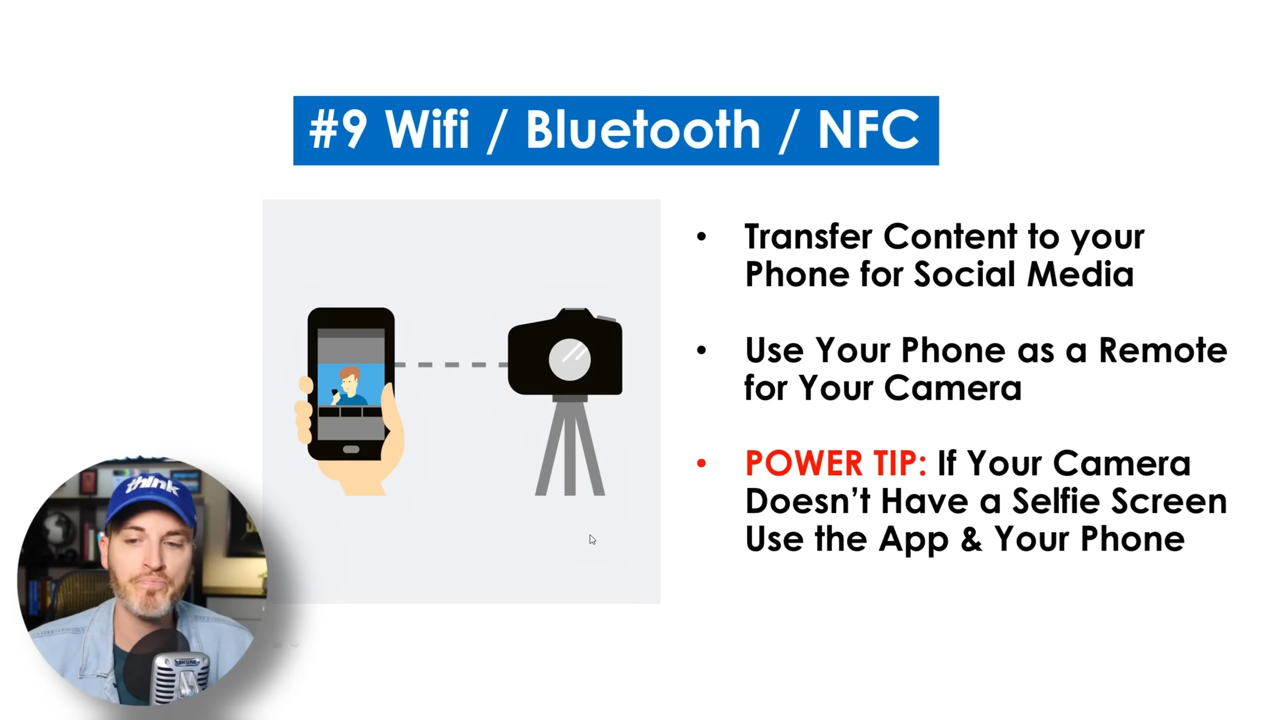 #9 Wifi / Bluetooth / NFC
• Transfer Content to your
Phone for Social Media
• Use Your Phone as a Remote
for Your Camera
• POWER TIP: If Your Camera
Doesn’t Have a Selfie Screen
Use the App & Your Phone
think
SHURE